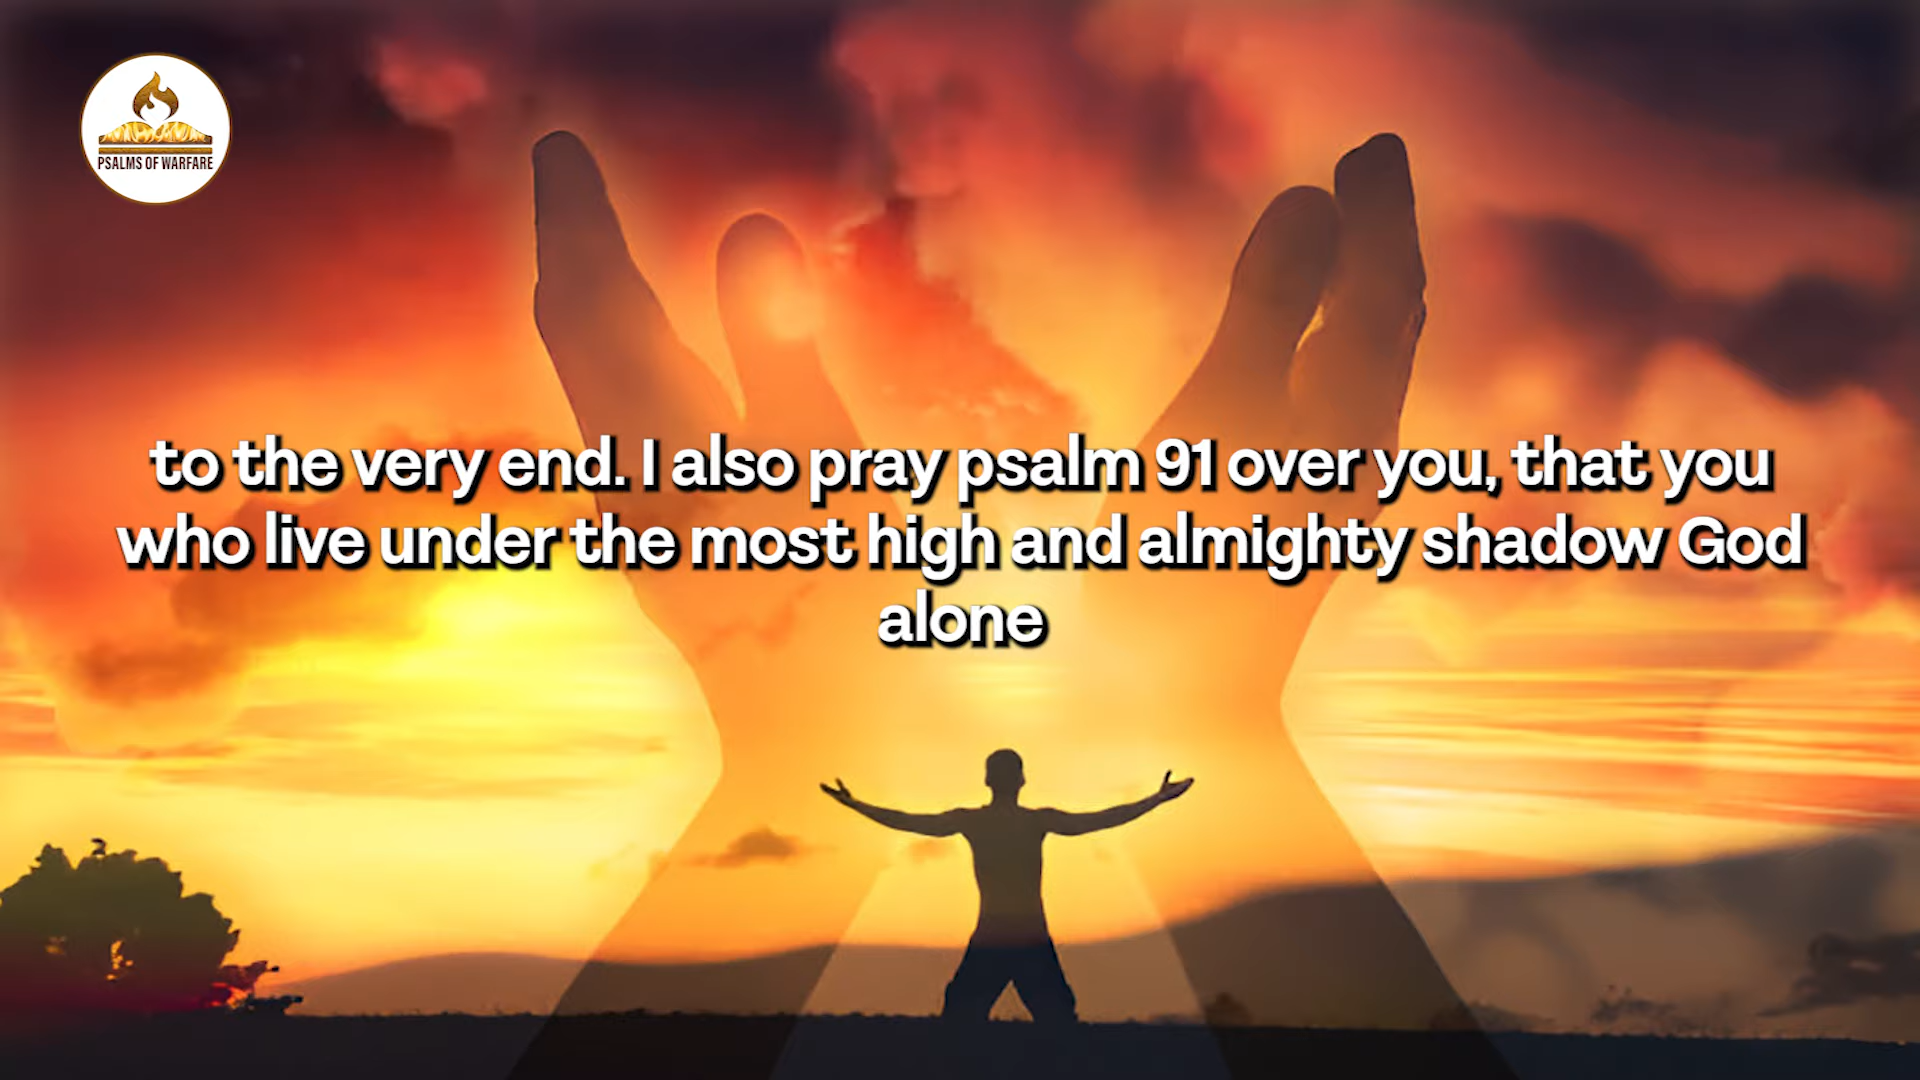 PSALMS OF WARFARE
to the very end. I also pray psalm 91 over you, that you
who live under the most high and almighty shadow God
alone